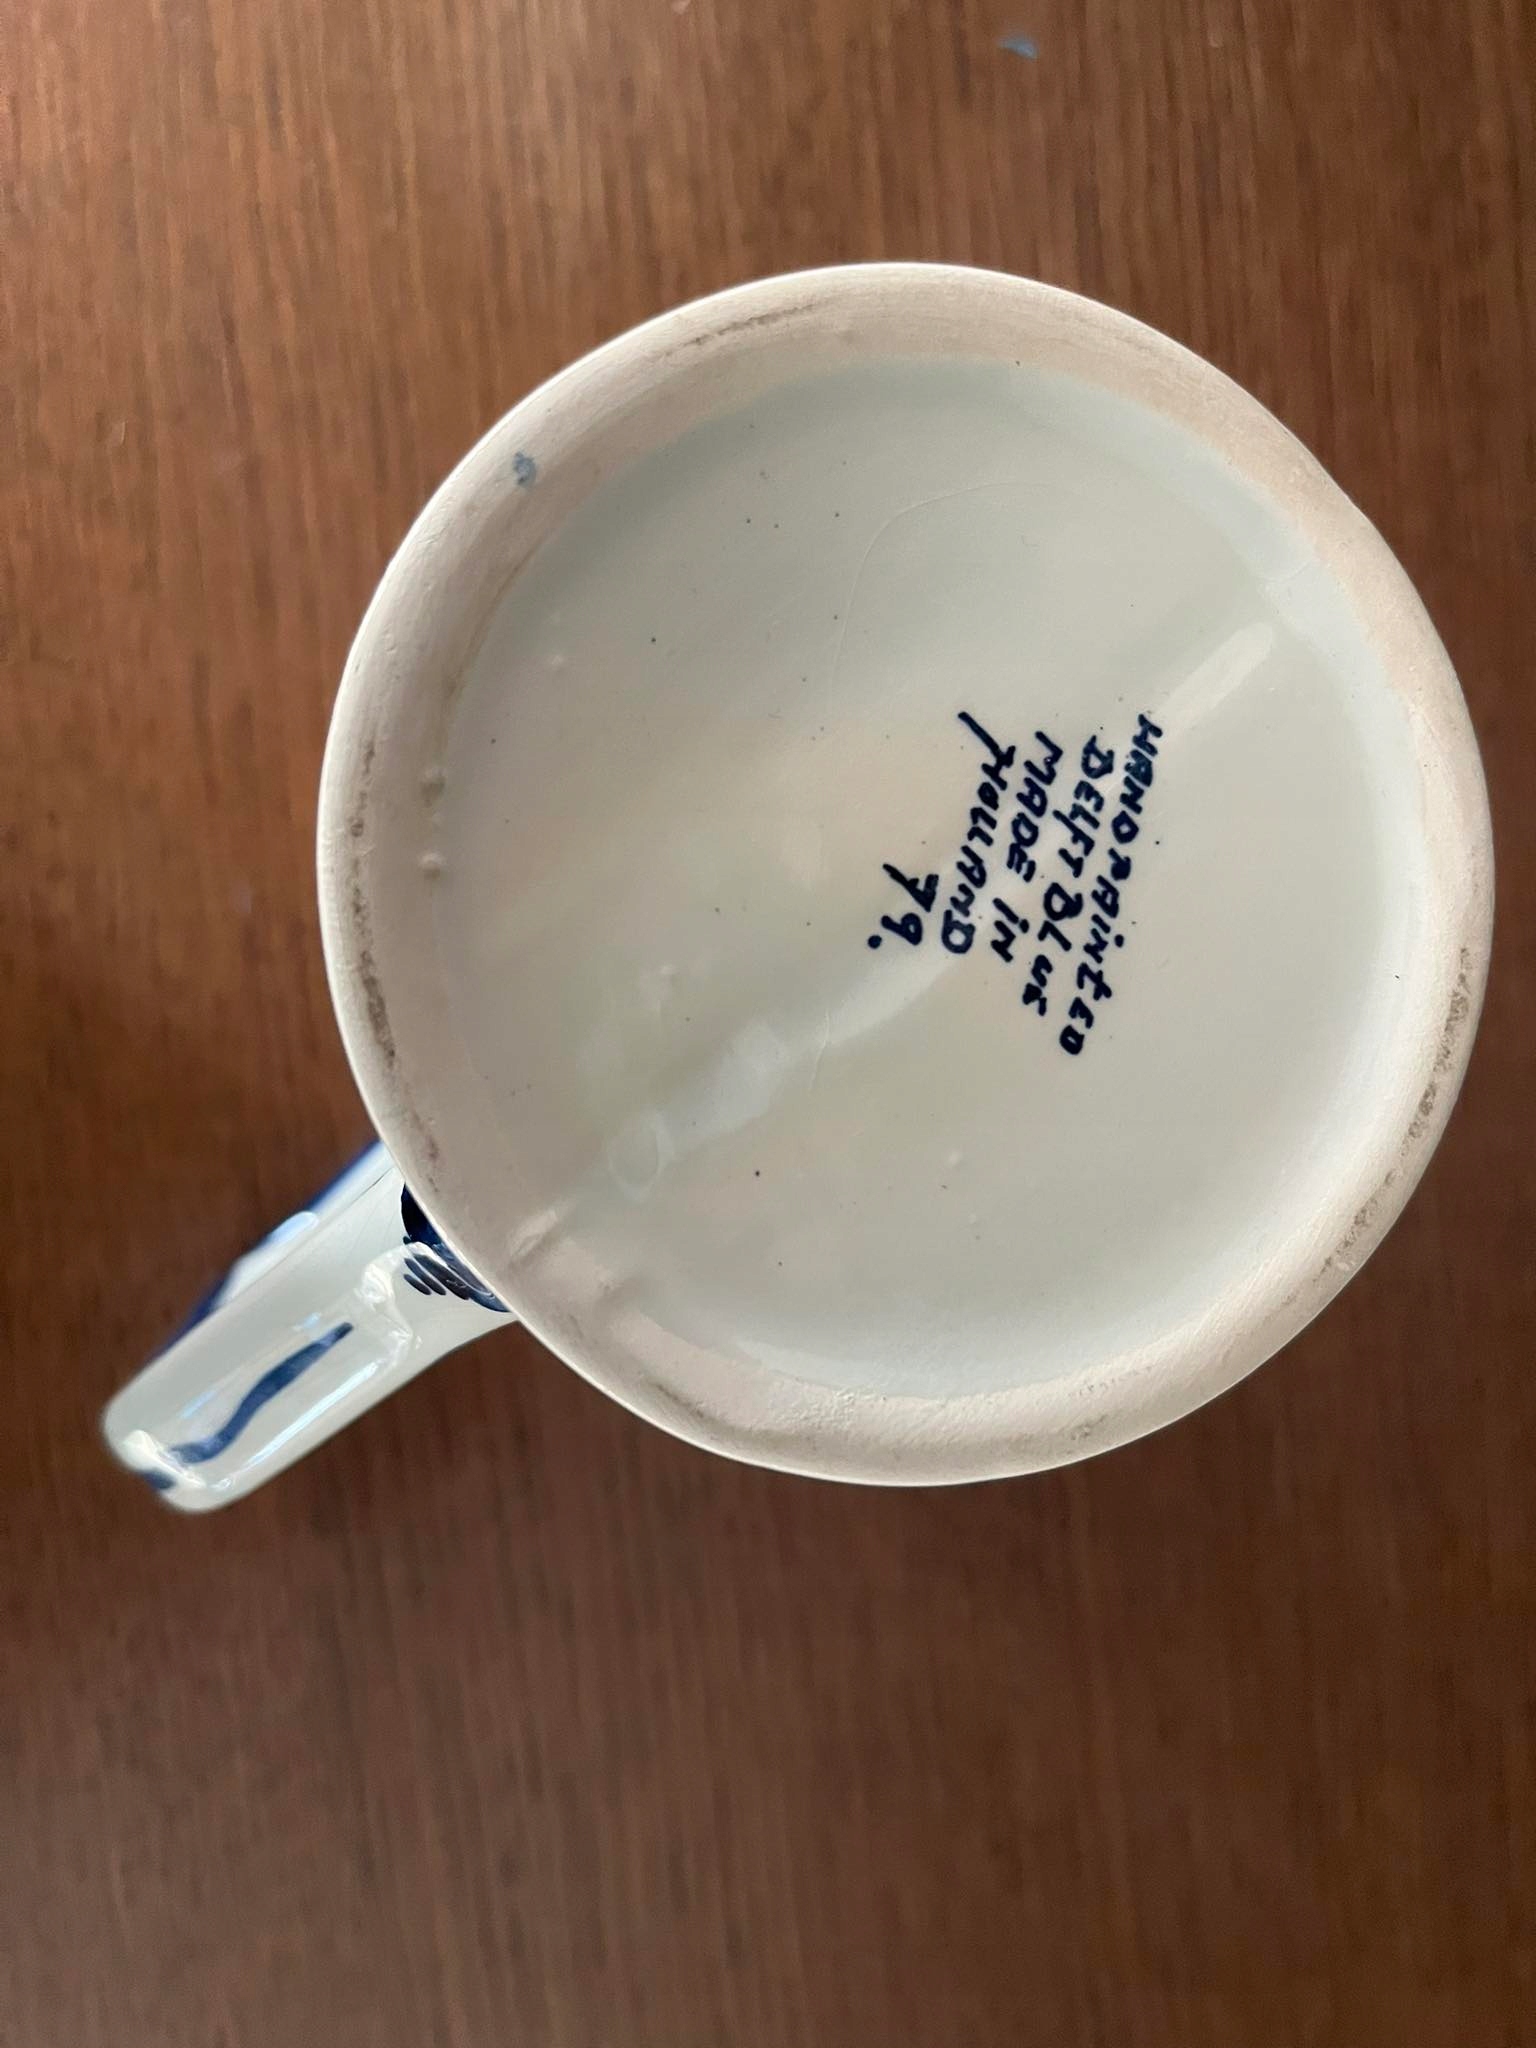 HANDPAiNtED
DELFT BLUE
MADE iN
HOLLAND
79.